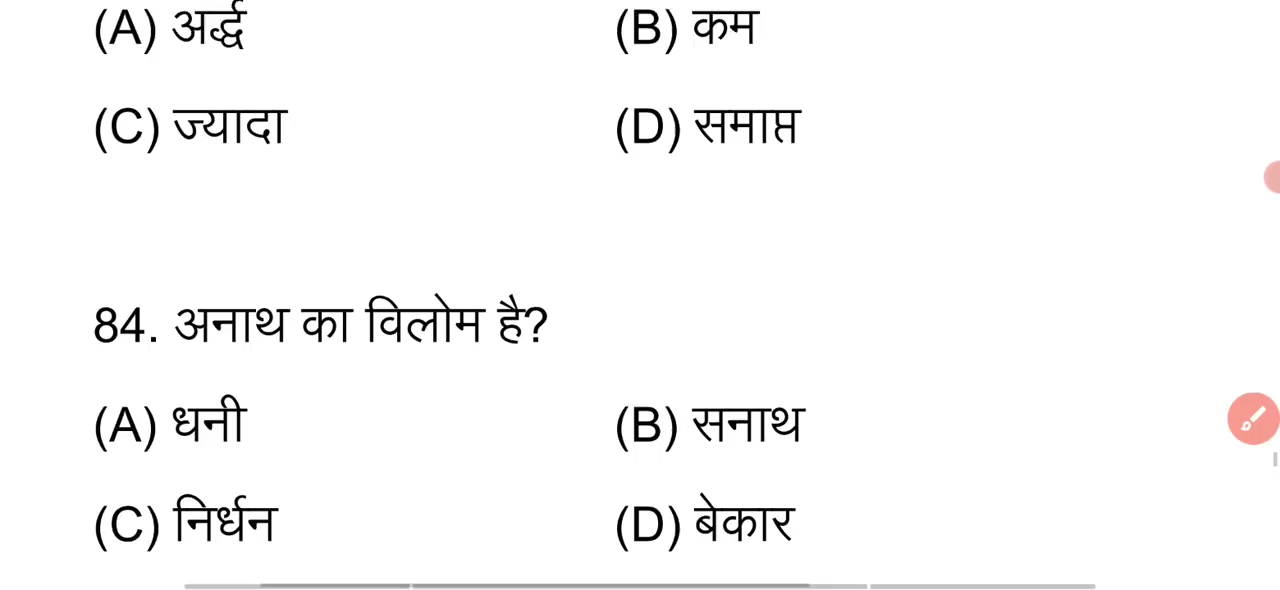 (A) अर्द्ध (B) कम
(C) ज्यादा (D) समाप्त
84. अनाथ का विलोम है?
(A) धनी (B) सनाथ
(C) निर्धन (D) बेकार